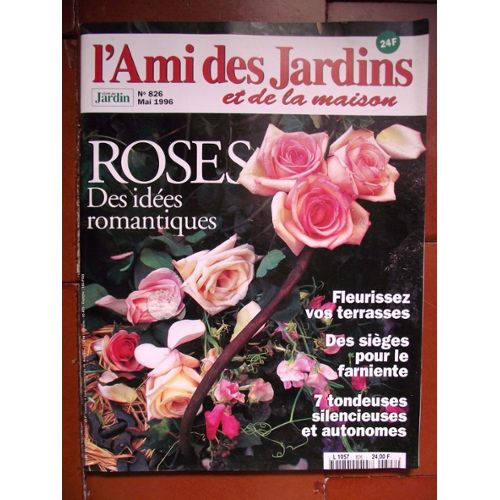 24F
l'Ami des Jardins
et de la maison
Jardin
N° 826
Mai 1996
ROSES
Des idées
romantiques
Fleurissez
vos terrasses
Des sièges
pour le
farniente
7 tondeuses
silencieuses
et autonomes
L 1057
24,00 F